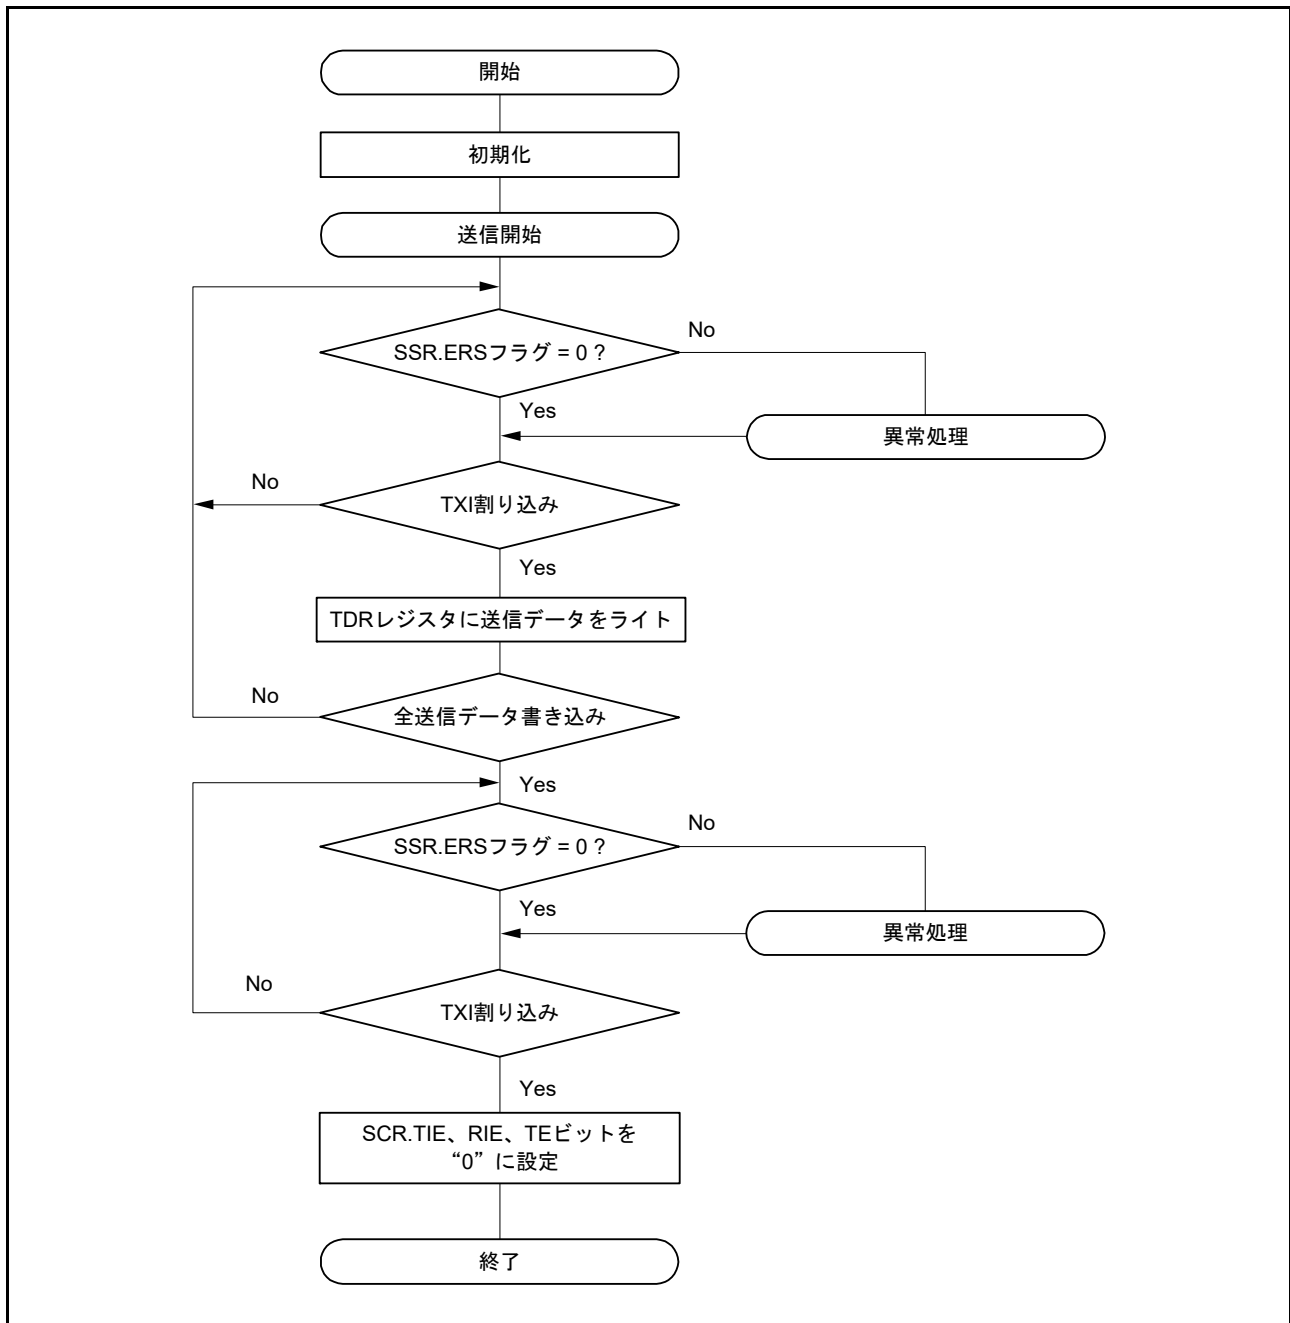 開始
初期化
送信開始
SSR.ERSフラグ = 0 ?
No
Yes
異常処理
TXI割り込み
No
Yes
TDRレジスタに送信データをライト
全送信データ書き込み
No
Yes
SSR.ERSフラグ = 0 ?
No
Yes
異常処理
TXI割り込み
No
Yes
SCR.TIE、RIE、TEビットを
“0”に設定
終了